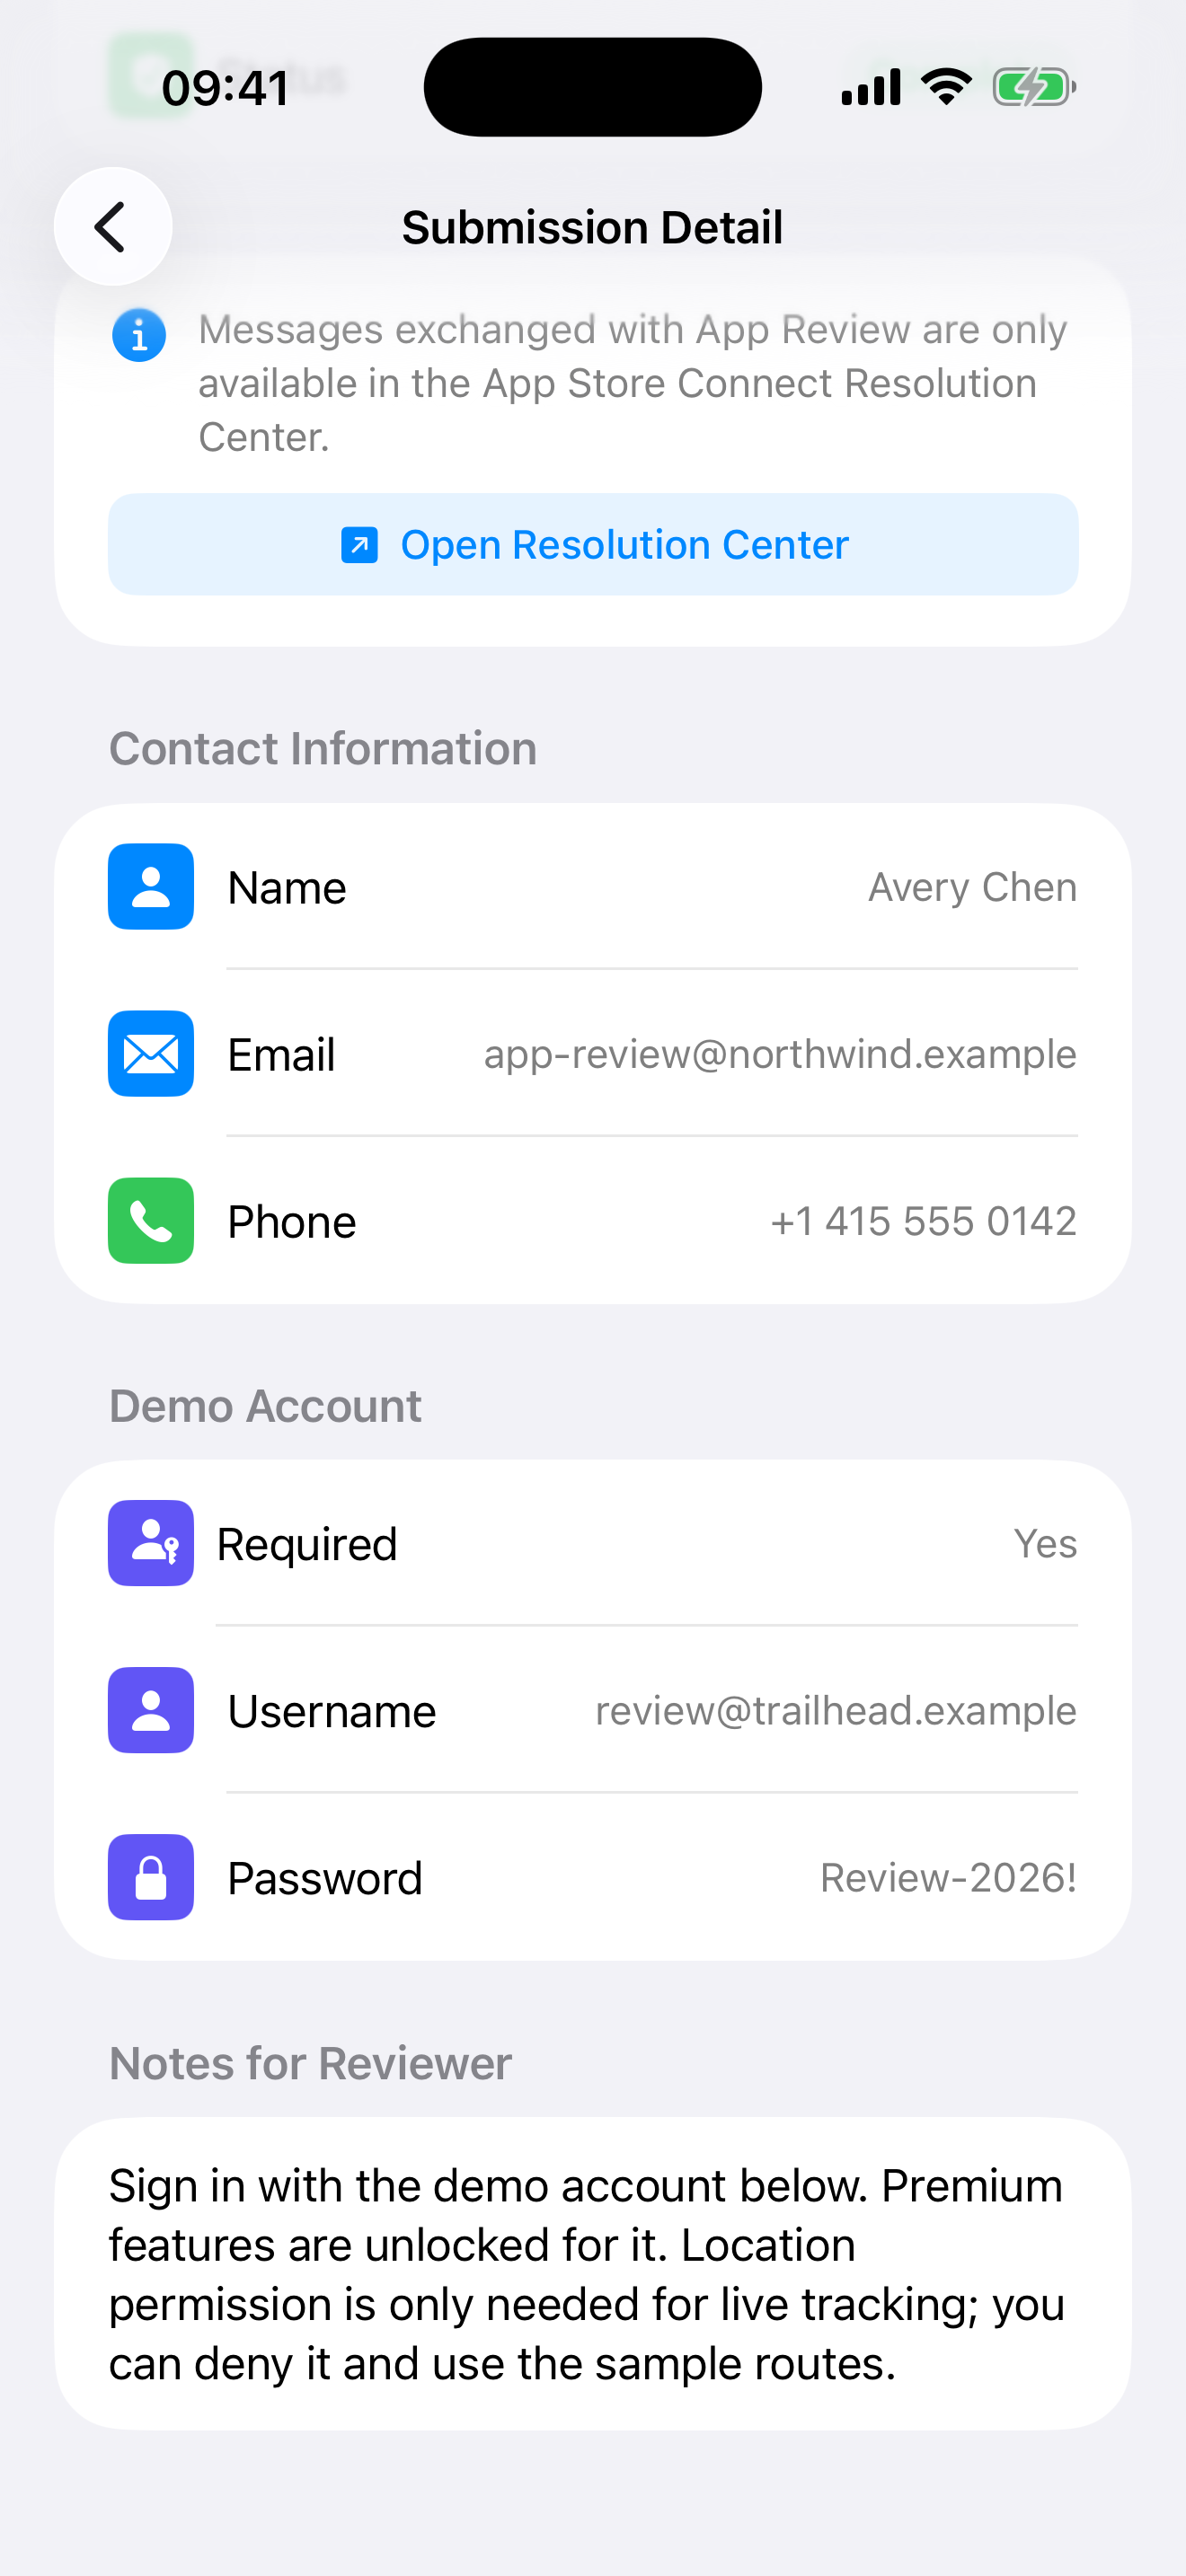 09:41
Submission Detail
Messages exchanged with App Review are only
available in the App Store Connect Resolution
Center.
Open Resolution Center
Contact Information
Name Avery Chen
Email app-review@northwind.example
Phone +1 415 555 0142
Demo Account
Required Yes
Username review@trailhead.example
Password Review-2026!
Notes for Reviewer
Sign in with the demo account below. Premium
features are unlocked for it. Location
permission is only needed for live tracking; you
can deny it and use the sample routes.